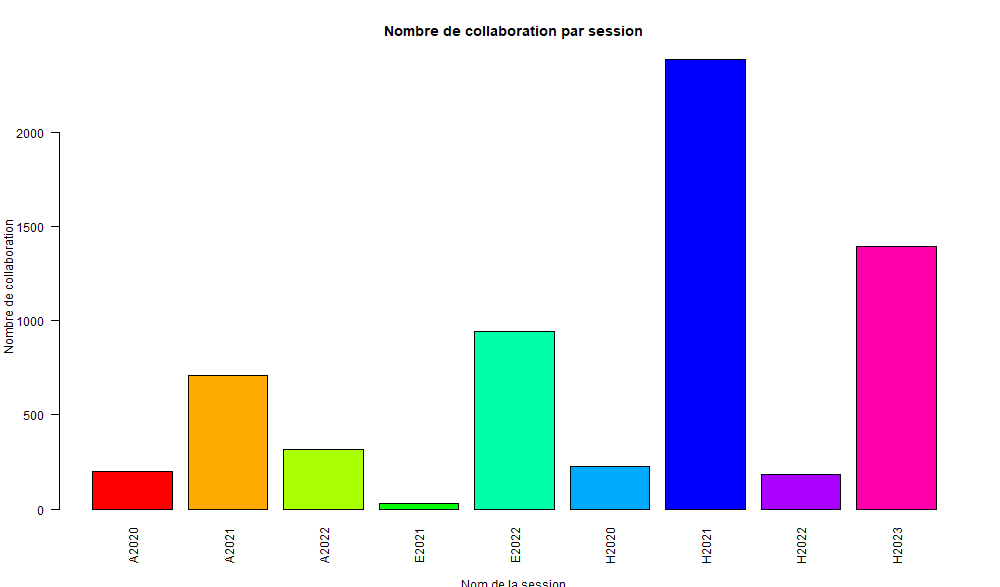 Nombre de collaboration par session
Nombre de collaboration
2000
1500
1000
500
0
A2020
A2021
A2022
E2021
E2022
H2020
H2021
H2022
H2023
Nom de la session